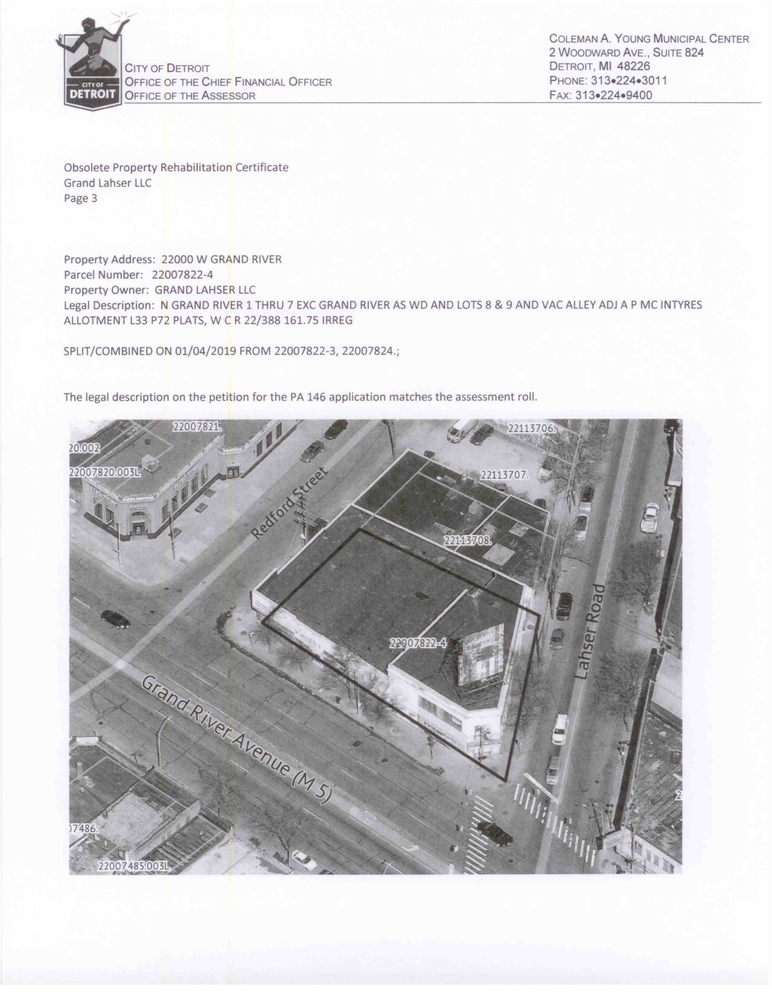 CITY OF
DETROIT
CITY OF DETROIT
OFFICE OF THE CHIEF FINANCIAL OFFICER
OFFICE OF THE ASSESSOR
COLEMAN A. YOUNG MUNICIPAL CENTER
2 WOODWARD AVE., SUITE 824
DETROIT, MI 48226
PHONE: 313•224•3011
FAX: 313•224•9400
Obsolete Property Rehabilitation Certificate
Grand Lahser LLC
Page 3
Property Address: 22000 W GRAND RIVER
Parcel Number: 22007822-4
Property Owner: GRAND LAHSER LLC
Legal Description: N GRAND RIVER 1 THRU 7 EXC GRAND RIVER AS WD AND LOTS 8 & 9 AND VAC ALLEY ADJ A P MC INTYRES
ALLOTMENT L33 P72 PLATS, W C R 22/388 161.75 IRREG
SPLIT/COMBINED ON 01/04/2019 FROM 22007822-3, 22007824.;
The legal description on the petition for the PA 146 application matches the assessment roll.
22007821.
22113706.
20.002
22007820.003L
22113707.
AUTO REPAIR
Redford Street
22113708.
22007822-4
Lahser Road
Grand River Avenue (M 5)
07486.
22007485.003L
2